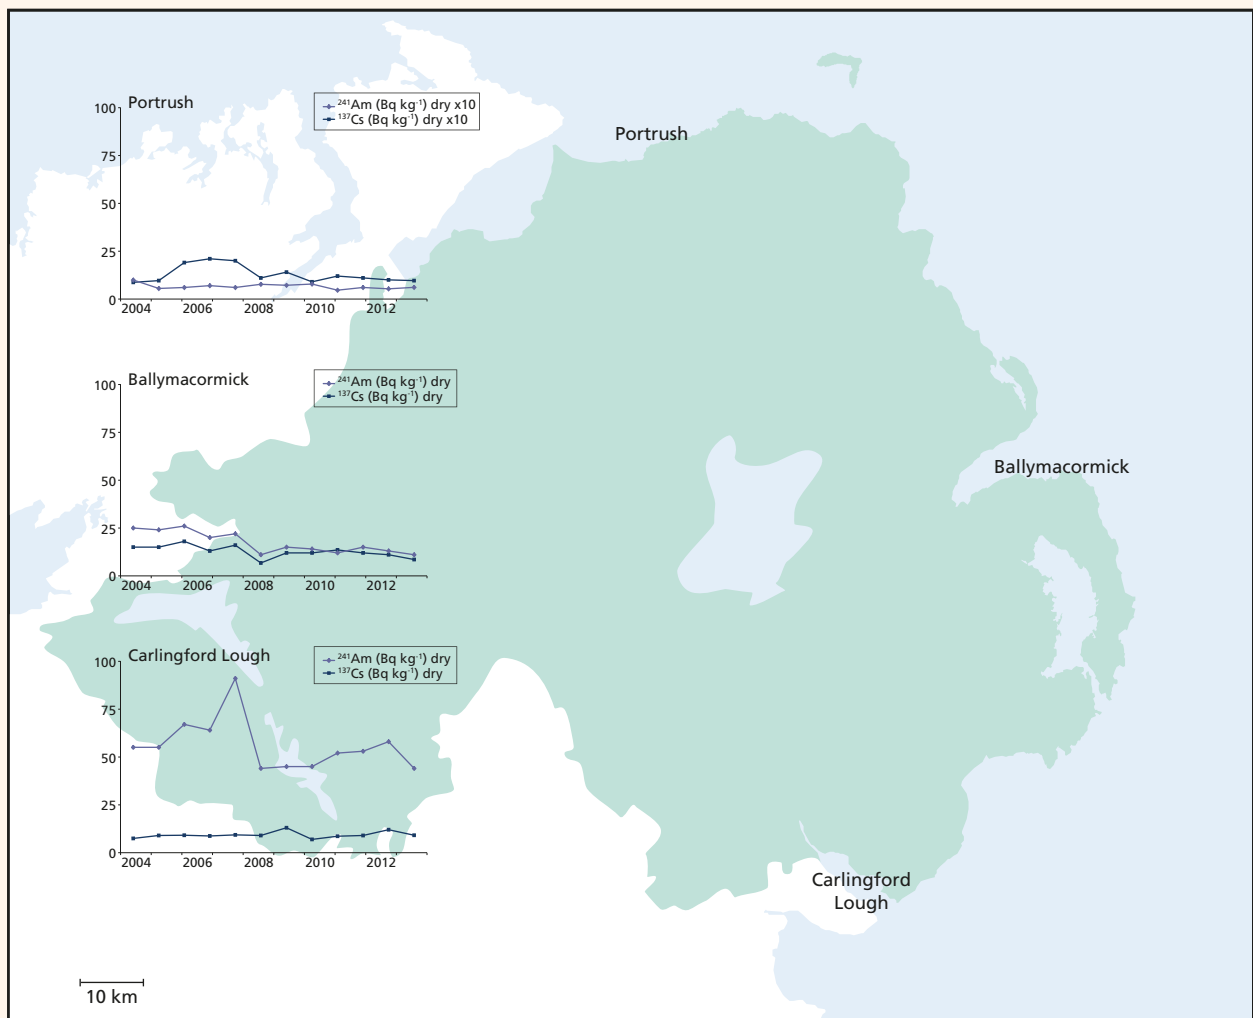 Portrush
²⁴¹Am (Bq kg⁻¹) dry x10
¹³⁷Cs (Bq kg⁻¹) dry x10
100
75
50
25
0
2004 2006 2008 2010 2012
Portrush
Ballymacormick
²⁴¹Am (Bq kg⁻¹) dry
¹³⁷Cs (Bq kg⁻¹) dry
100
75
50
25
0
2004 2006 2008 2010 2012
Ballymacormick
Carlingford Lough
²⁴¹Am (Bq kg⁻¹) dry
¹³⁷Cs (Bq kg⁻¹) dry
100
75
50
25
0
2004 2006 2008 2010 2012
Carlingford
Lough
10 km